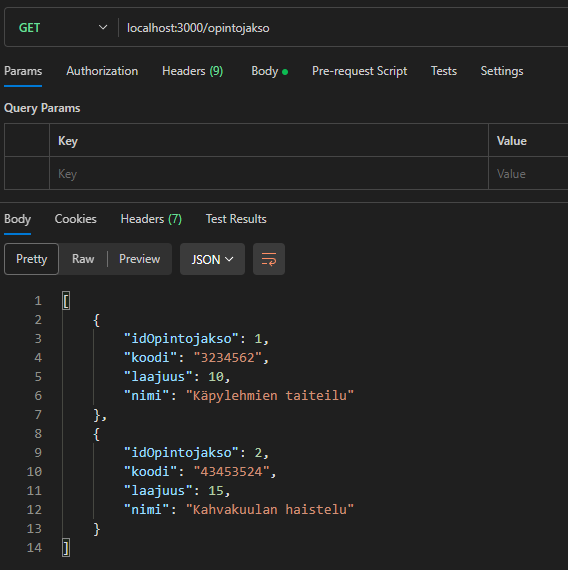 GET localhost:3000/opintojakso
Params Authorization Headers (9) Body Pre-request Script Tests Settings
Query Params
Key Value
Key Value
Body Cookies Headers (7) Test Results
Pretty Raw Preview JSON
1 [
2 {
3 "idOpintojakso": 1,
4 "koodi": "3234562",
5 "laajuus": 10,
6 "nimi": "Käpylehmien taiteilu"
7 },
8 {
9 "idOpintojakso": 2,
10 "koodi": "43453524",
11 "laajuus": 15,
12 "nimi": "Kahvakuulan haistelu"
13 }
14 ]